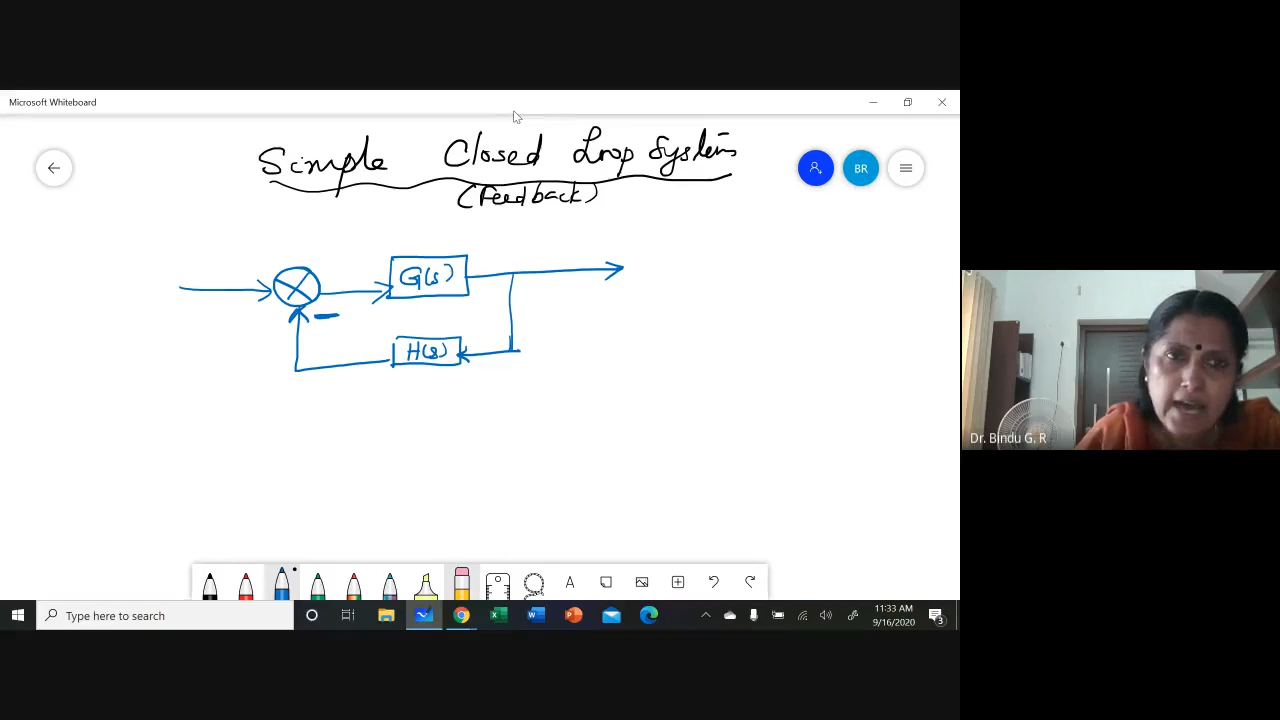 Microsoft Whiteboard
Simple Closed Loop System
(Feedback)
BR
G(s)
H(s)
Dr. Bindu G. R
A
Type here to search
11:33 AM
9/16/2020
3